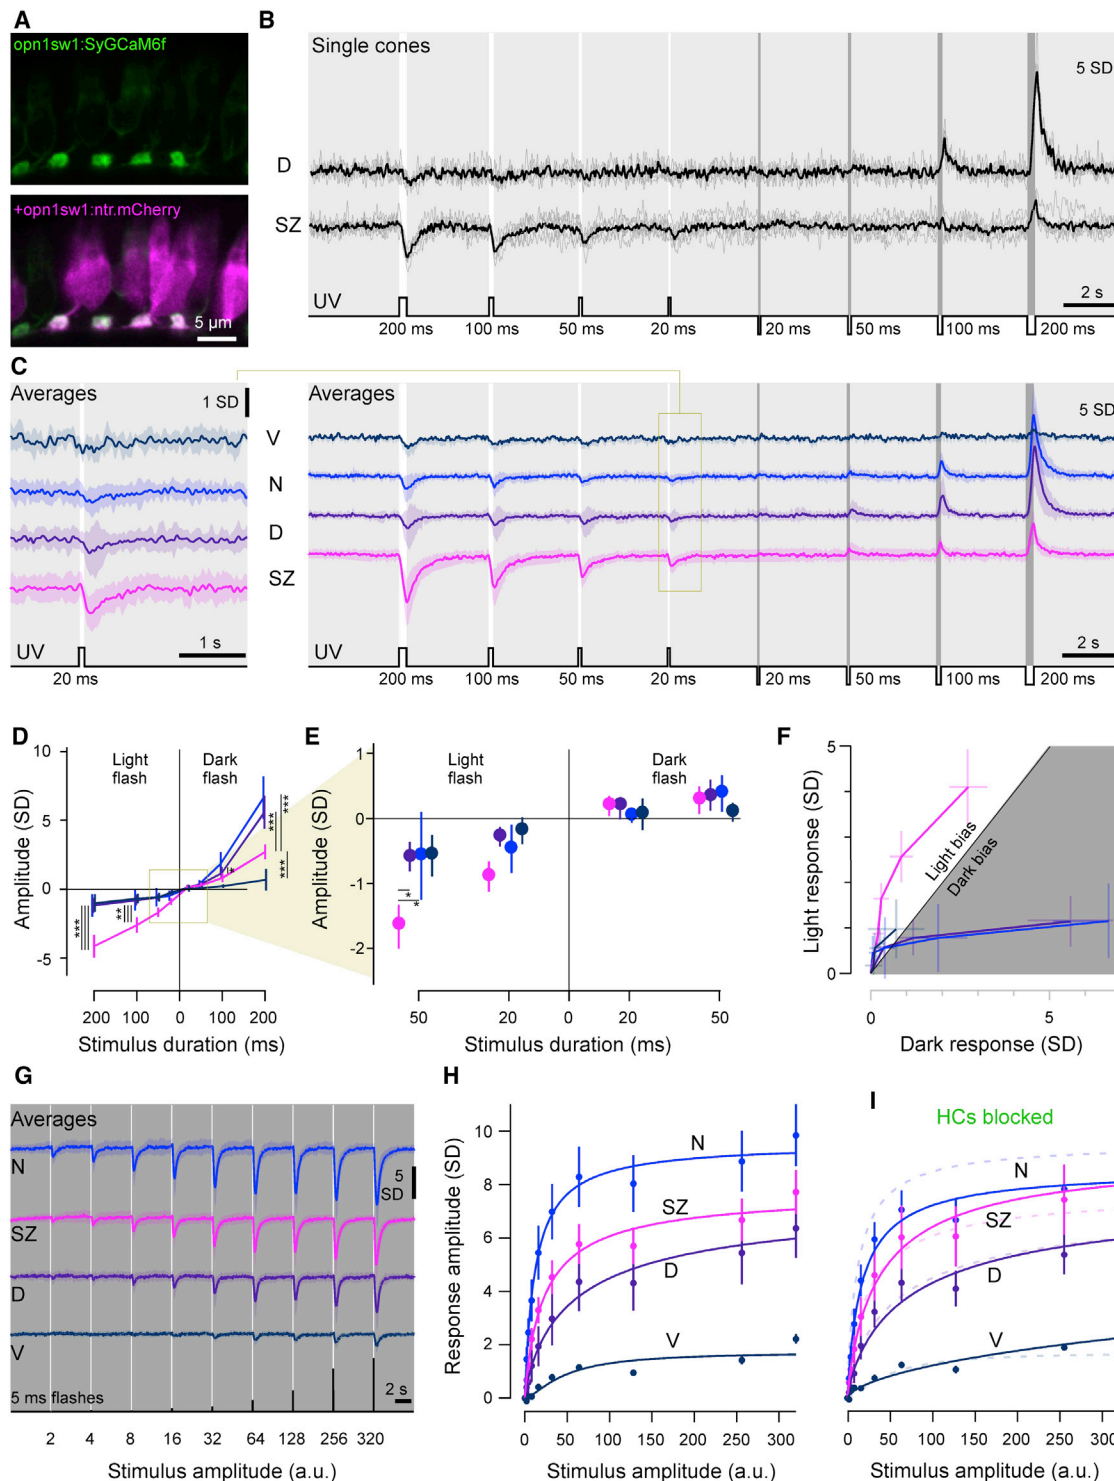 A
opn1sw1:SyGCaM6f
+opn1sw1:ntr.mCherry
5 µm
B
Single cones
5 SD
D
SZ
UV
2 s
200 ms 100 ms 50 ms 20 ms 20 ms 50 ms 100 ms 200 ms
C
Averages
1 SD
V
N
D
SZ
UV
1 s
20 ms
Averages
5 SD
2 s
200 ms 100 ms 50 ms 20 ms 20 ms 50 ms 100 ms 200 ms
D
Light flash
Dark flash
Amplitude (SD)
10
5
0
-5
***
**
*
***
***
***
200 100 0 100 200
Stimulus duration (ms)
E
Light flash
Dark flash
Amplitude (SD)
1
0
-1
-2
*
*
50 20 0 20 50
Stimulus duration (ms)
F
Light response (SD)
5
0
Light bias
Dark bias
0 5
Dark response (SD)
G
Averages
N
5 SD
SZ
D
V
5 ms flashes
2 s
2 4 8 16 32 64 128 256 320
Stimulus amplitude (a.u.)
H
Response amplitude (SD)
10
8
6
4
2
0
N
SZ
D
V
0 50 100 150 200 250 300
Stimulus amplitude (a.u.)
I
HCs blocked
N
SZ
D
V
0 50 100 150 200 250 300
Stimulus amplitude (a.u.)